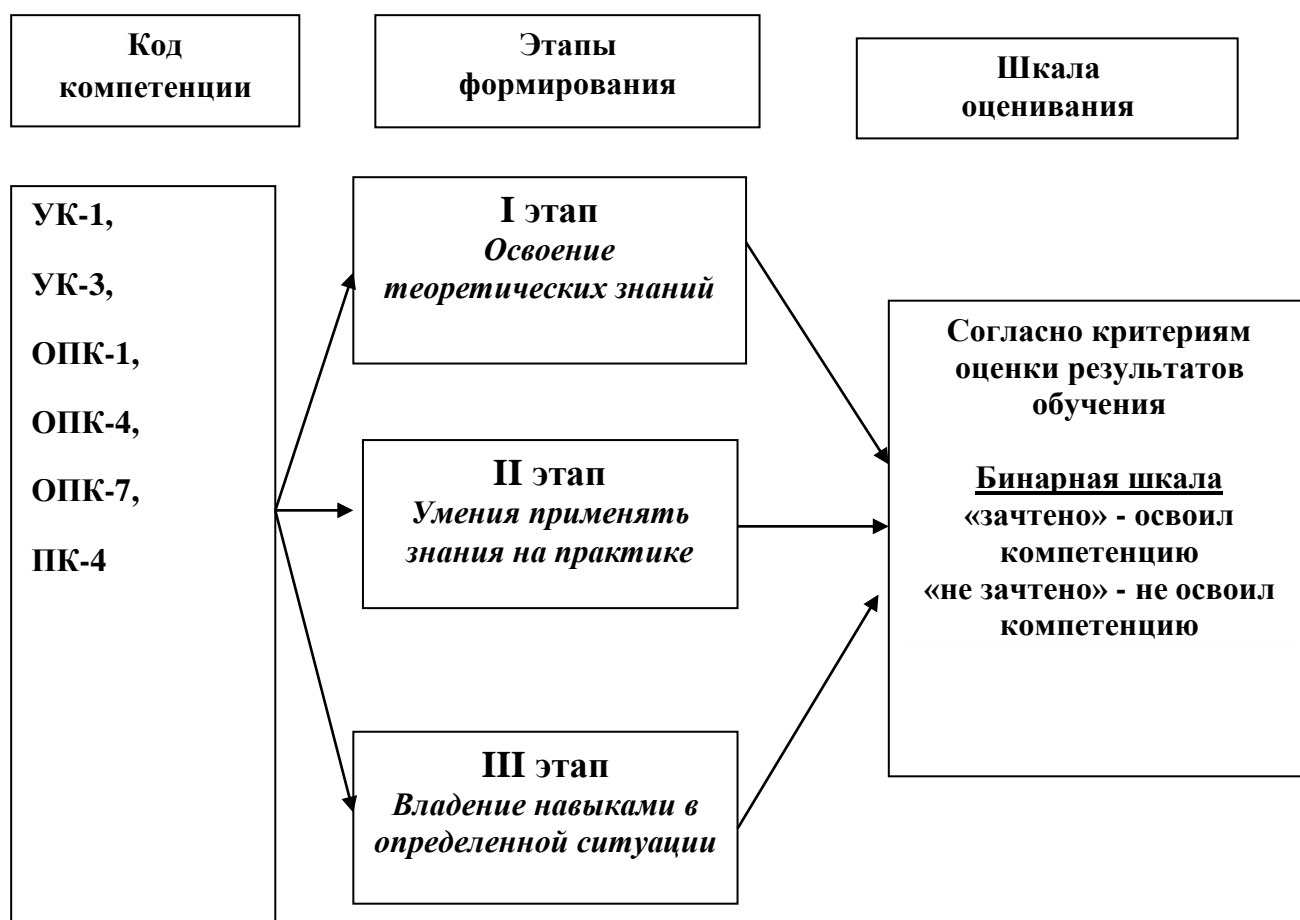 Код
компетенции
Этапы
формирования
Шкала
оценивания
УК-1,
УК-3,
ОПК-1,
ОПК-4,
ОПК-7,
ПК-4
I этап
Освоение
теоретических знаний
II этап
Умения применять
знания на практике
III этап
Владение навыками в
определенной ситуации
Согласно критериям
оценки результатов
обучения
Бинарная шкала
«зачтено» - освоил
компетенцию
«не зачтено» - не освоил
компетенцию